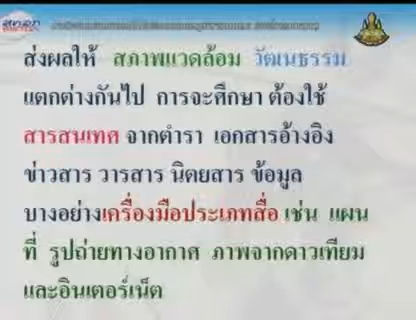 ส่งผลให้ สภาพแวดล้อม วัฒนธรรม
แตกต่างกันไป การจะศึกษา ต้องใช้
สารสนเทศ จากตำรา เอกสารอ้างอิง
ข่าวสาร วารสาร นิตยสาร ข้อมูล
บางอย่างเครื่องมือประเภทสื่อ เช่น แผน
ที่ รูปถ่ายทางอากาศ ภาพจากดาวเทียม
และอินเตอร์เน็ต